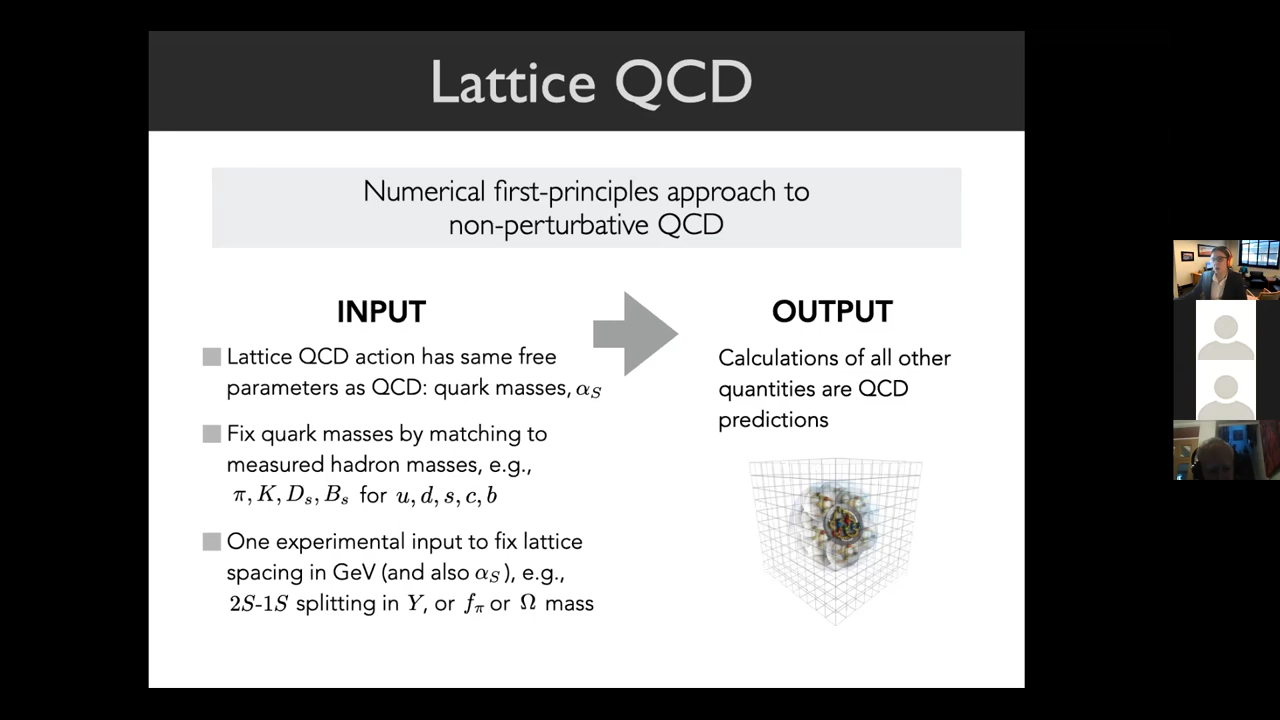 Lattice QCD
Numerical first-principles approach to
non-perturbative QCD
INPUT
Lattice QCD action has same free
parameters as QCD: quark masses, αS
Fix quark masses by matching to
measured hadron masses, e.g.,
π, K, Ds, Bs for u, d, s, c, b
One experimental input to fix lattice
spacing in GeV (and also αS), e.g.,
2S-1S splitting in Υ, or fπ or Ω mass
OUTPUT
Calculations of all other
quantities are QCD
predictions